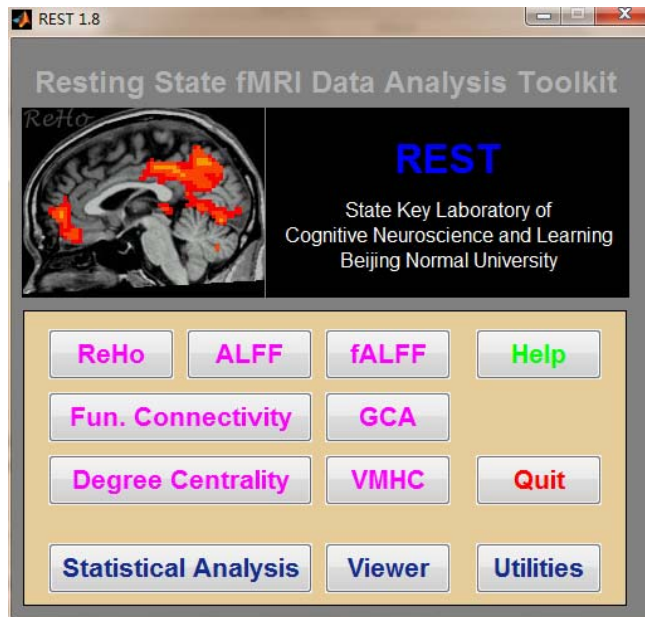 REST 1.8
Resting State fMRI Data Analysis Toolkit
ReHo
REST
State Key Laboratory of
Cognitive Neuroscience and Learning
Beijing Normal University
ReHo ALFF fALFF Help
Fun. Connectivity GCA
Degree Centrality VMHC Quit
Statistical Analysis Viewer Utilities